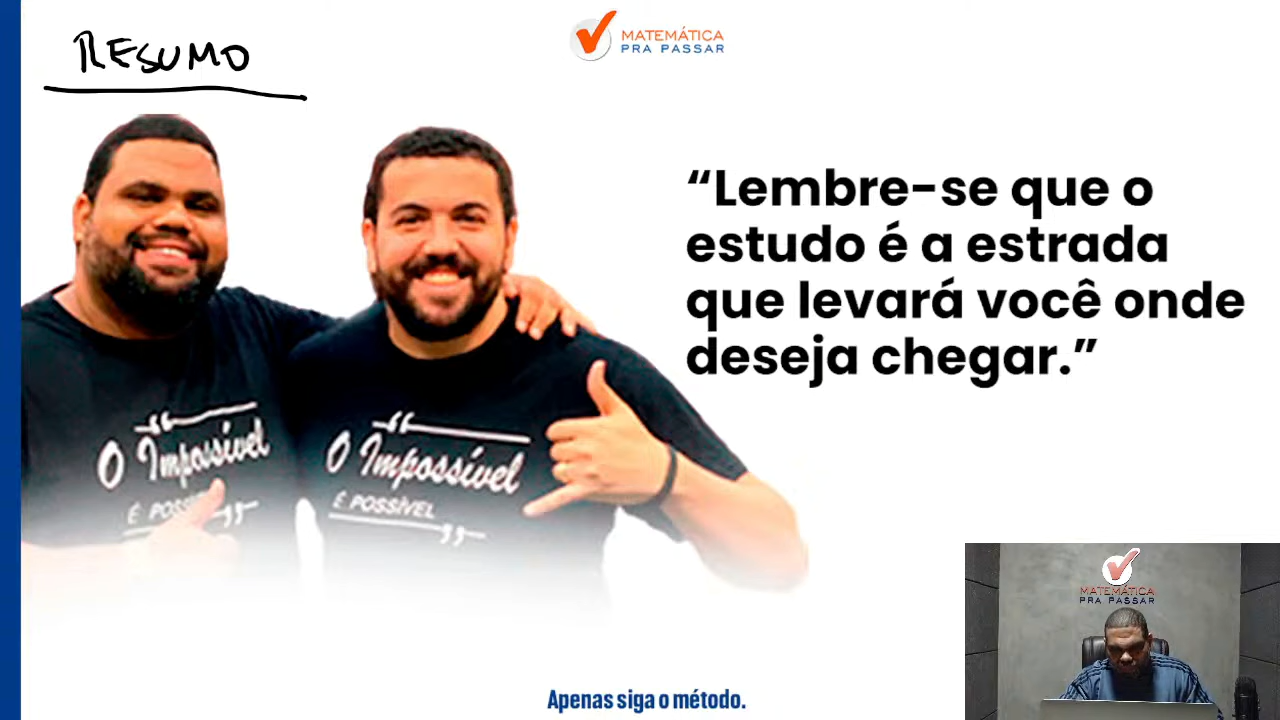 RESUMO
MATEMÁTICA
PRA PASSAR
“Lembre-se que o
estudo é a estrada
que levará você onde
deseja chegar.”
“ O Impossível
É POSSÍVEL ”
“ O Impossível
É POSSÍVEL ”
MATEMÁTICA
PRA PASSAR
Apenas siga o método.